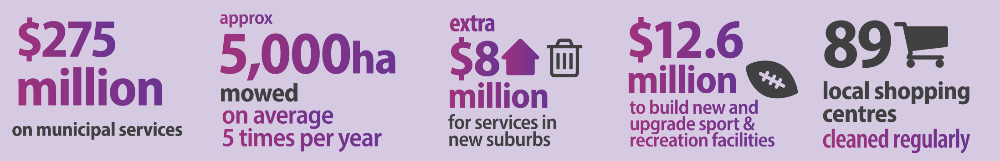 $275
million
on municipal services
approx
5,000ha
mowed
on average
5 times per year
extra
$8
million
for services in
new suburbs
$12.6
million
to build new and
upgrade sport &
recreation facilities
89
local shopping
centres
cleaned regularly